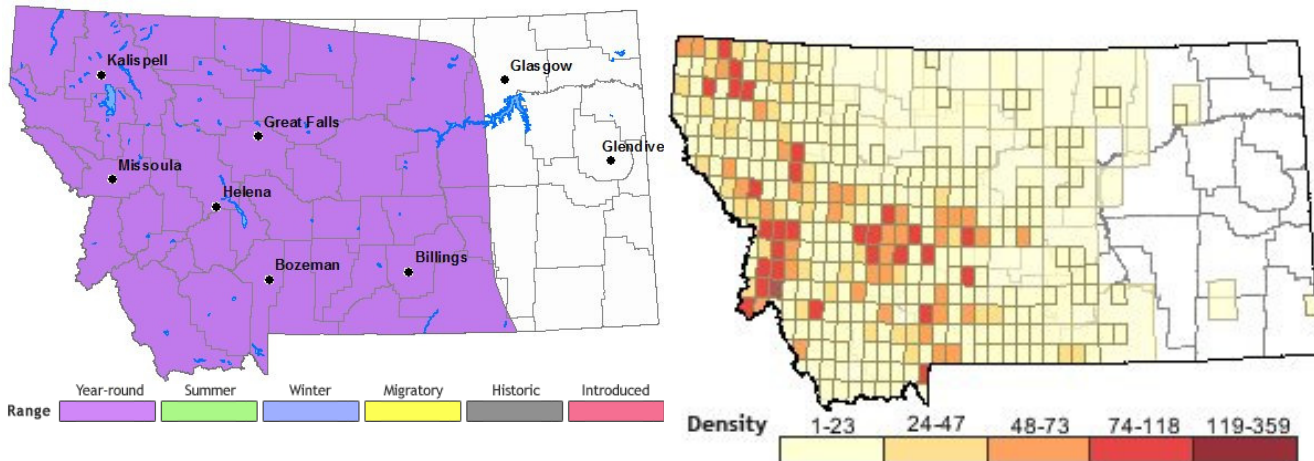 Kalispell
Glasgow
Great Falls
Glendive
Missoula
Helena
Bozeman
Billings
Range
Year-round
Summer
Winter
Migratory
Historic
Introduced
Density
1-23
24-47
48-73
74-118
119-359